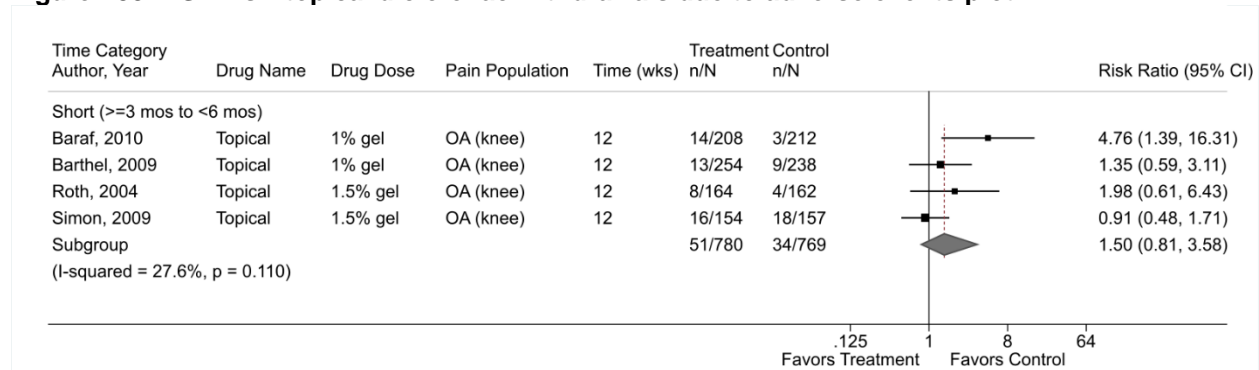 Time Category
Author, Year Drug Name Drug Dose Pain Population Time (wks) Treatment n/N Control n/N Risk Ratio (95% CI)
Short (>=3 mos to <6 mos)
Baraf, 2010 Topical 1% gel OA (knee) 12 14/208 3/212 4.76 (1.39, 16.31)
Barthel, 2009 Topical 1% gel OA (knee) 12 13/254 9/238 1.35 (0.59, 3.11)
Roth, 2004 Topical 1.5% gel OA (knee) 12 8/164 4/162 1.98 (0.61, 6.43)
Simon, 2009 Topical 1.5% gel OA (knee) 12 16/154 18/157 0.91 (0.48, 1.71)
Subgroup 51/780 34/769 1.50 (0.81, 3.58)
(I-squared = 27.6%, p = 0.110)
.125 1 8 64
Favors Treatment Favors Control